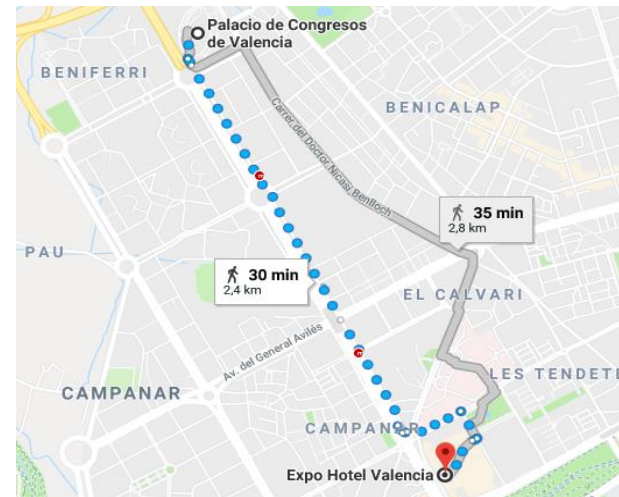 Palacio de Congresos
de Valencia
BENIFERRI
BENICALAP
Carrer del Doctor Nicasi Benlloch
35 min
2,8 km
PAU
30 min
2,4 km
EL CALVARI
Av. del General Avilés
LES TENDETE
CAMPANAR
CAMPANAR
Expo Hotel Valencia